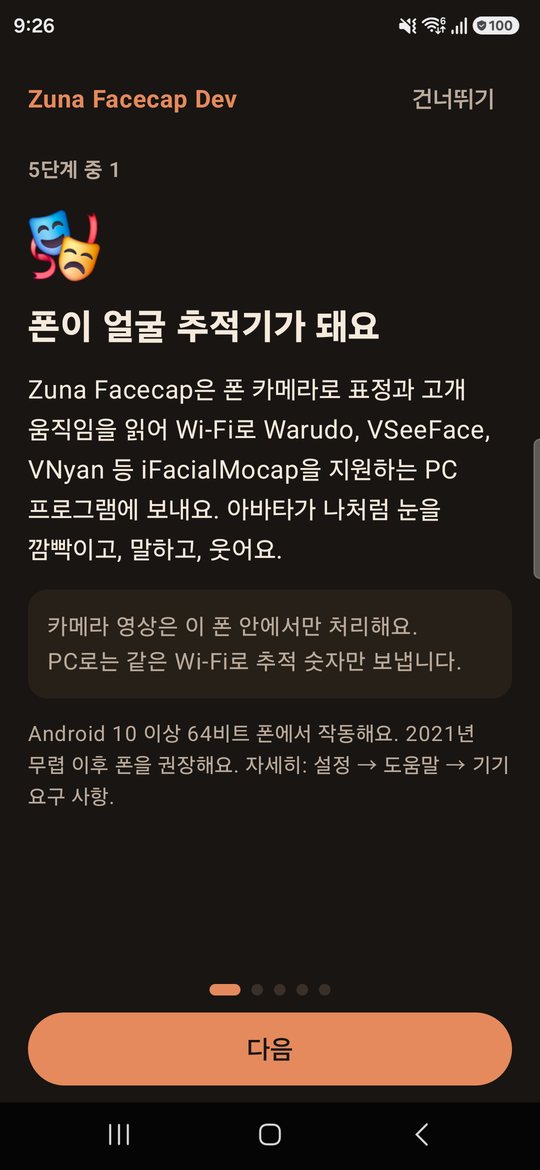 9:26
6
100
Zuna Facecap Dev
건너뛰기
5단계 중 1
폰이 얼굴 추적기가 돼요
Zuna Facecap은 폰 카메라로 표정과 고개
움직임을 읽어 Wi-Fi로 Warudo, VSeeFace,
VNyan 등 iFacialMocap을 지원하는 PC
프로그램에 보내요. 아바타가 나처럼 눈을
깜빡이고, 말하고, 웃어요.
카메라 영상은 이 폰 안에서만 처리해요.
PC로는 같은 Wi-Fi로 추적 숫자만 보냅니다.
Android 10 이상 64비트 폰에서 작동해요. 2021년
무렵 이후 폰을 권장해요. 자세히: 설정 → 도움말 → 기기
요구 사항.
다음